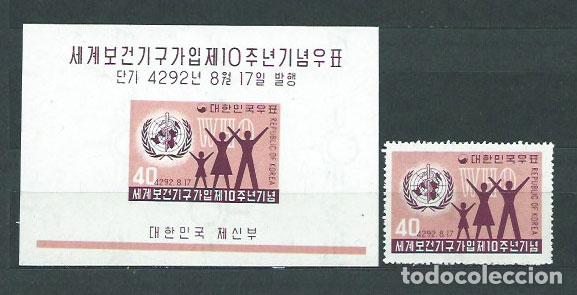 세계보건기구가입제10주년기념우표
단기 4292년 8월 17일 발행
대한민국우표
WHO
REPUBLIC OF KOREA
40
4292.8.17
세계보건기구가입제10주년기념
대한민국 체신부
대한민국우표
WHO
REPUBLIC OF KOREA
40
4292.8.17
세계보건기구가입제10주년기념
todocoleccion.net